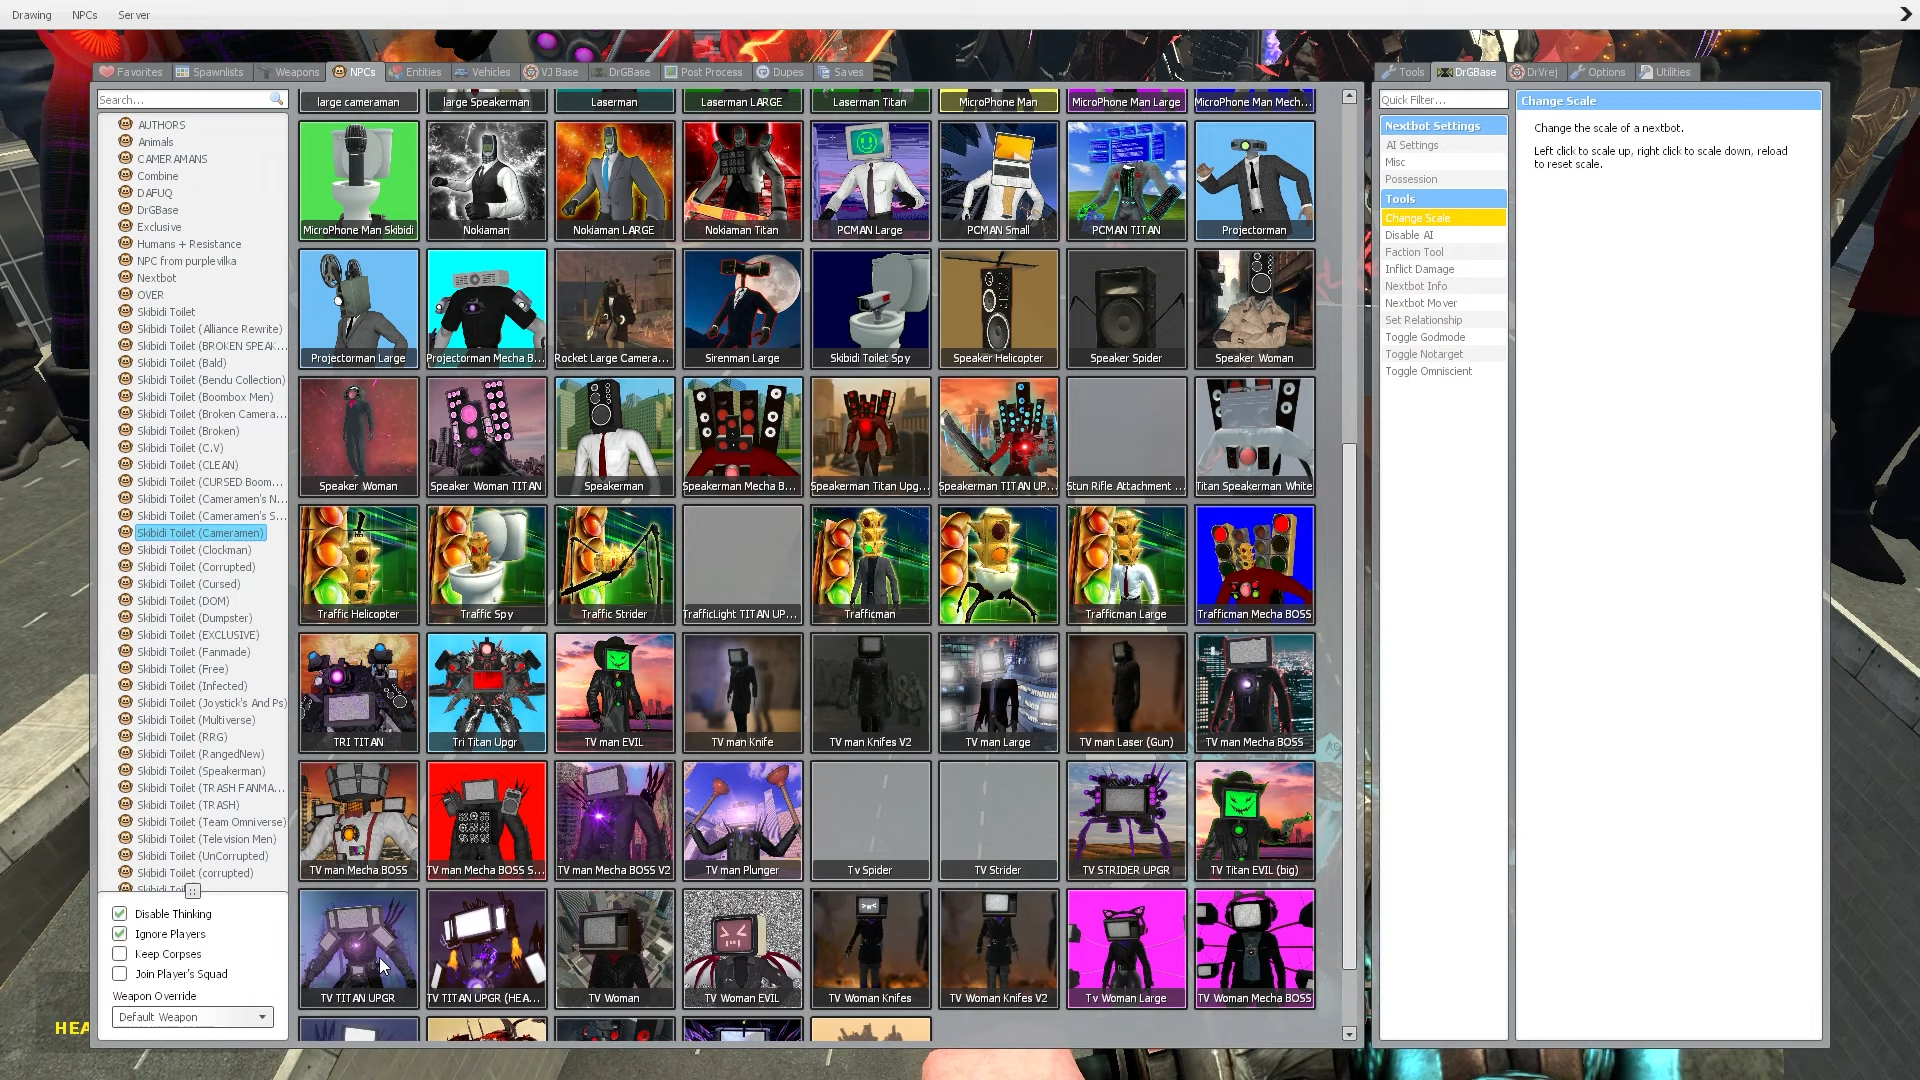 Drawing NPCs Server
Favorites Spawnlists Weapons NPCs Entities Vehicles VJ Base DrGBase Post Process Dupes Saves
Tools DrGBase DrVrej Options Utilities
Search...
AUTHORS
Animals
CAMERAMANS
Combine
DAFUQ
DrGBase
Exclusive
Humans + Resistance
NPC from purplevilka
Nextbot
OVER
Skibidi Toilet
Skibidi Toilet (Alliance Rewrite)
Skibidi Toilet (BROKEN SPEAK...
Skibidi Toilet (Bald)
Skibidi Toilet (Bendu Collection)
Skibidi Toilet (Boombox Men)
Skibidi Toilet (Broken Camera...
Skibidi Toilet (Broken)
Skibidi Toilet (C.V)
Skibidi Toilet (CLEAN)
Skibidi Toilet (CURSED Boom...
Skibidi Toilet (Cameramen's N...
Skibidi Toilet (Cameramen's S...
Skibidi Toilet (Cameramen)
Skibidi Toilet (Clockman)
Skibidi Toilet (Corrupted)
Skibidi Toilet (Cursed)
Skibidi Toilet (DOM)
Skibidi Toilet (Dumpster)
Skibidi Toilet (EXCLUSIVE)
Skibidi Toilet (Fanmade)
Skibidi Toilet (Free)
Skibidi Toilet (Infected)
Skibidi Toilet (Joystick's And Ps)
Skibidi Toilet (Multiverse)
Skibidi Toilet (RRG)
Skibidi Toilet (RangedNew)
Skibidi Toilet (Speakerman)
Skibidi Toilet (TRASH FANMA...
Skibidi Toilet (TRASH)
Skibidi Toilet (Team Omniverse)
Skibidi Toilet (Television Men)
Skibidi Toilet (UnCorrupted)
Skibidi Toilet (corrupted)
Disable Thinking
Ignore Players
Keep Corpses
Join Player's Squad
Weapon Override
Default Weapon
HEA
large cameraman large Speakerman Laserman Laserman LARGE Laserman Titan MicroPhone Man MicroPhone Man Large MicroPhone Man Mech...
MicroPhone Man Skibidi Nokiaman Nokiaman LARGE Nokiaman Titan PCMAN Large PCMAN Small PCMAN TITAN Projectorman
Projectorman Large Projectorman Mecha B... Rocket Large Camera... Sirenman Large Skibidi Toilet Spy Speaker Helicopter Speaker Spider Speaker Woman
Speaker Woman Speaker Woman TITAN Speakerman Speakerman Mecha B... Speakerman Titan Upg... Speakerman TITAN UP... Stun Rifle Attachment ... Titan Speakerman White
Traffic Helicopter Traffic Spy Traffic Strider TrafficLight TITAN UP... Trafficman Trafficman Large Trafficman Mecha BOSS
TRI TITAN Tri Titan Upgr TV man EVIL TV man Knife TV man Knifes V2 TV man Large TV man Laser (Gun) TV man Mecha BOSS
TV man Mecha BOSS TV man Mecha BOSS S... TV man Mecha BOSS V2 TV man Plunger Tv Spider TV Strider TV STRIDER UPGR TV Titan EVIL (big)
TV TITAN UPGR TV TITAN UPGR (HEA... TV Woman TV Woman EVIL TV Woman Knifes TV Woman Knifes V2 Tv Woman Large TV Woman Mecha BOSS
Quick Filter...
Nextbot Settings
AI Settings
Misc
Possession
Tools
Change Scale
Disable AI
Faction Tool
Inflict Damage
Nextbot Info
Nextbot Mover
Set Relationship
Toggle Godmode
Toggle Notarget
Toggle Omniscient
Change Scale
Change the scale of a nextbot.
Left click to scale up, right click to scale down, reload
to reset scale.